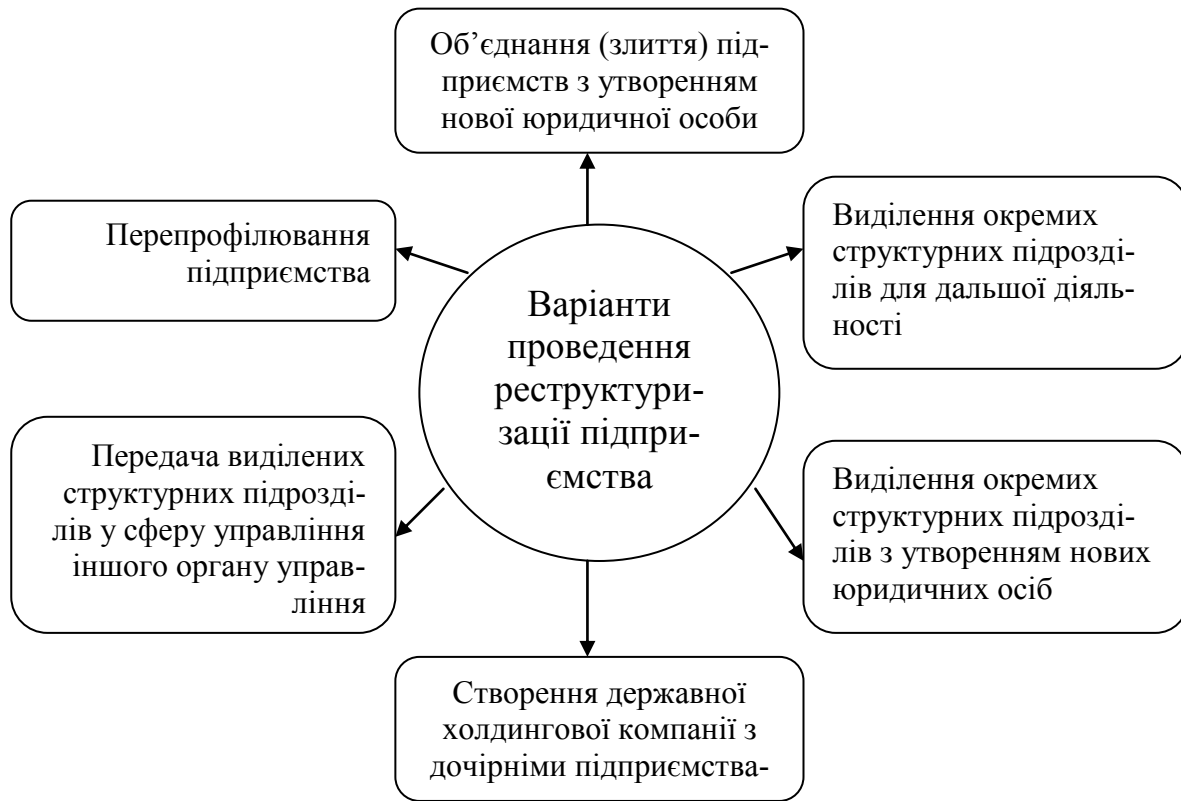 Об’єднання (злиття) під-
приємств з утворенням
нової юридичної особи
Перепрофілювання
підприємства
Виділення окремих
структурних підрозді-
лів для дальшої діяль-
ності
Варіанти
проведення
реструктури-
зації підпри-
ємства
Передача виділених
структурних підрозді-
лів у сферу управління
іншого органу управ-
ління
Виділення окремих
структурних підрозді-
лів з утворенням нових
юридичних осіб
Створення державної
холдингової компанії з
дочірніми підприємства-